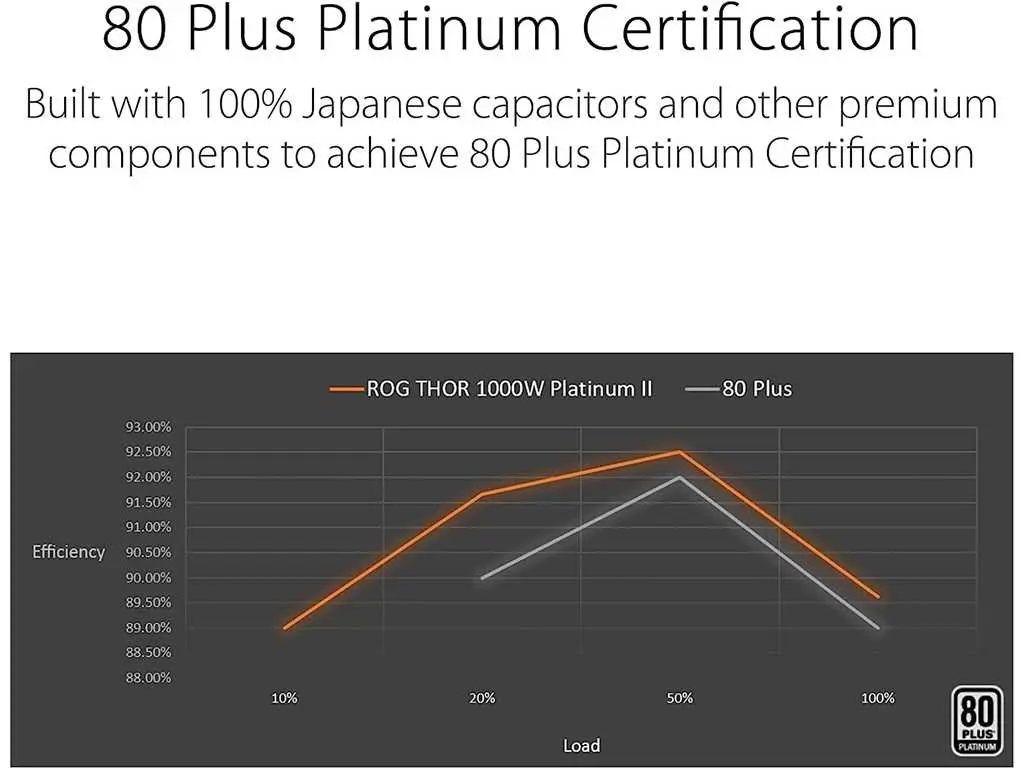 80 Plus Platinum Certification
Built with 100% Japanese capacitors and other premium
components to achieve 80 Plus Platinum Certification
ROG THOR 1000W Platinum II 80 Plus
93.00%
92.50%
92.00%
91.50%
91.00%
Efficiency
90.50%
90.00%
89.50%
89.00%
88.50%
88.00%
10% 20% 50% 100%
Load
80
PLUS
PLATINUM